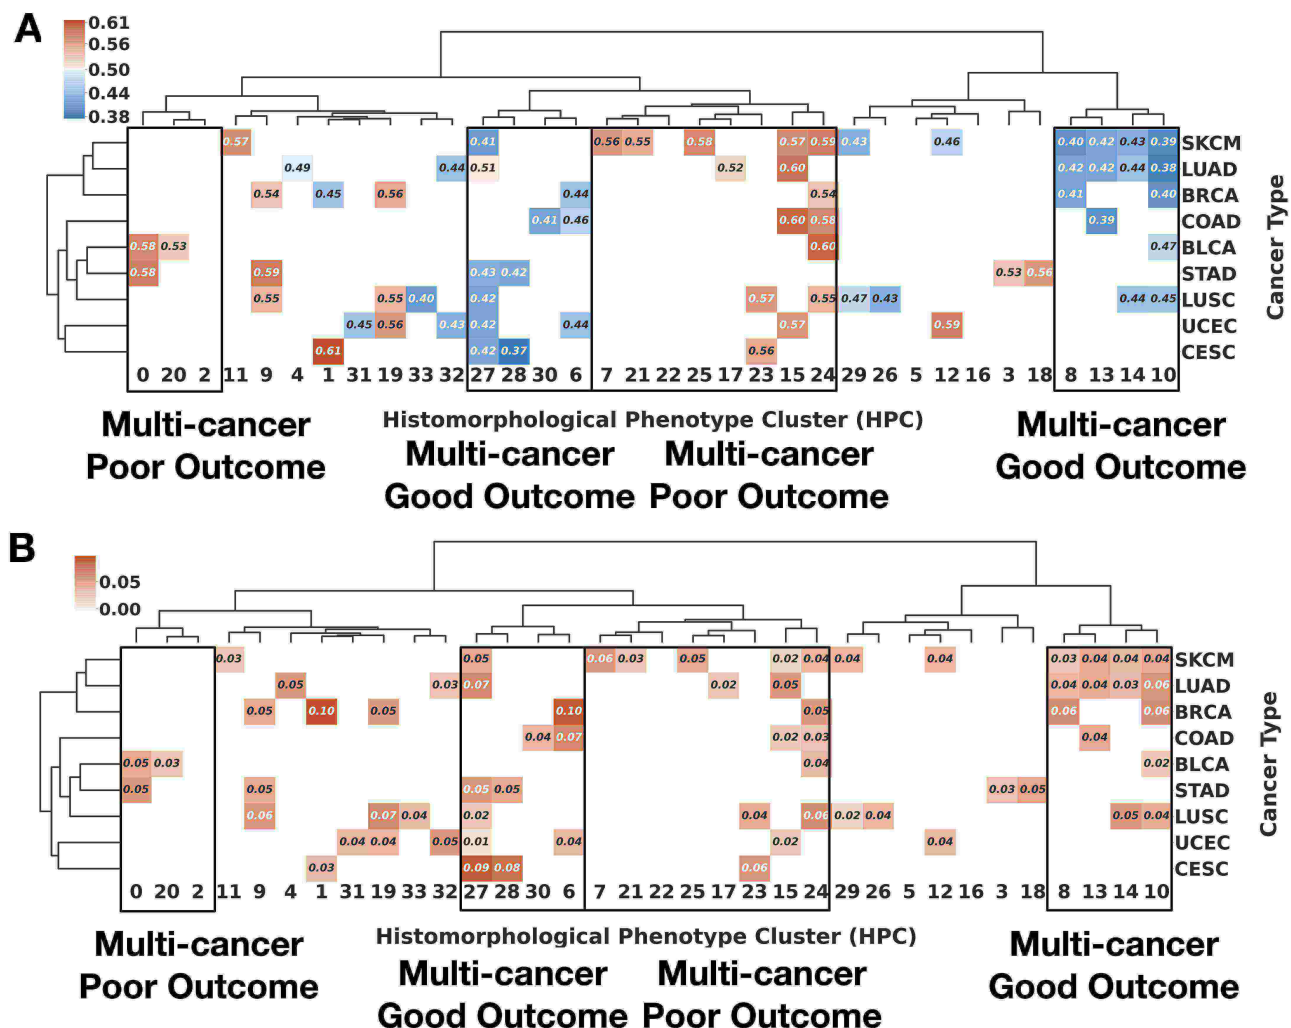 A
0.61
0.56
0.50
0.44
0.38
0.57 0.41 0.56 0.55 0.58 0.57 0.59 0.43 0.46 0.40 0.42 0.43 0.39 SKCM
0.49 0.44 0.51 0.52 0.60 0.42 0.42 0.44 0.38 LUAD
0.54 0.45 0.56 0.44 0.54 0.41 0.40 BRCA
0.41 0.46 0.60 0.58 0.39 COAD
0.58 0.53 0.60 0.47 BLCA
0.58 0.59 0.43 0.42 0.53 0.56 STAD
0.55 0.55 0.40 0.42 0.57 0.55 0.47 0.43 0.44 0.45 LUSC
0.45 0.56 0.43 0.42 0.44 0.57 0.59 UCEC
0.61 0.42 0.37 0.56 CESC
Cancer Type
0 20 2 11 9 4 1 31 19 33 32 27 28 30 6 7 21 22 25 17 23 15 24 29 26 5 12 16 3 18 8 13 14 10
Histomorphological Phenotype Cluster (HPC)
Multi-cancer
Poor Outcome
Multi-cancer
Good Outcome
Multi-cancer
Poor Outcome
Multi-cancer
Good Outcome
B
0.05
0.00
0.03 0.05 0.06 0.03 0.05 0.02 0.04 0.04 0.04 0.03 0.04 0.04 0.04 SKCM
0.05 0.03 0.07 0.02 0.05 0.04 0.04 0.03 0.06 LUAD
0.05 0.10 0.05 0.10 0.05 0.06 0.06 BRCA
0.04 0.07 0.02 0.03 0.04 COAD
0.05 0.03 0.04 0.02 BLCA
0.05 0.05 0.05 0.05 0.03 0.05 STAD
0.06 0.07 0.04 0.02 0.04 0.06 0.02 0.04 0.05 0.04 LUSC
0.04 0.04 0.05 0.01 0.04 0.02 0.04 UCEC
0.03 0.09 0.08 0.06 CESC
Cancer Type
0 20 2 11 9 4 1 31 19 33 32 27 28 30 6 7 21 22 25 17 23 15 24 29 26 5 12 16 3 18 8 13 14 10
Histomorphological Phenotype Cluster (HPC)
Multi-cancer
Poor Outcome
Multi-cancer
Good Outcome
Multi-cancer
Poor Outcome
Multi-cancer
Good Outcome